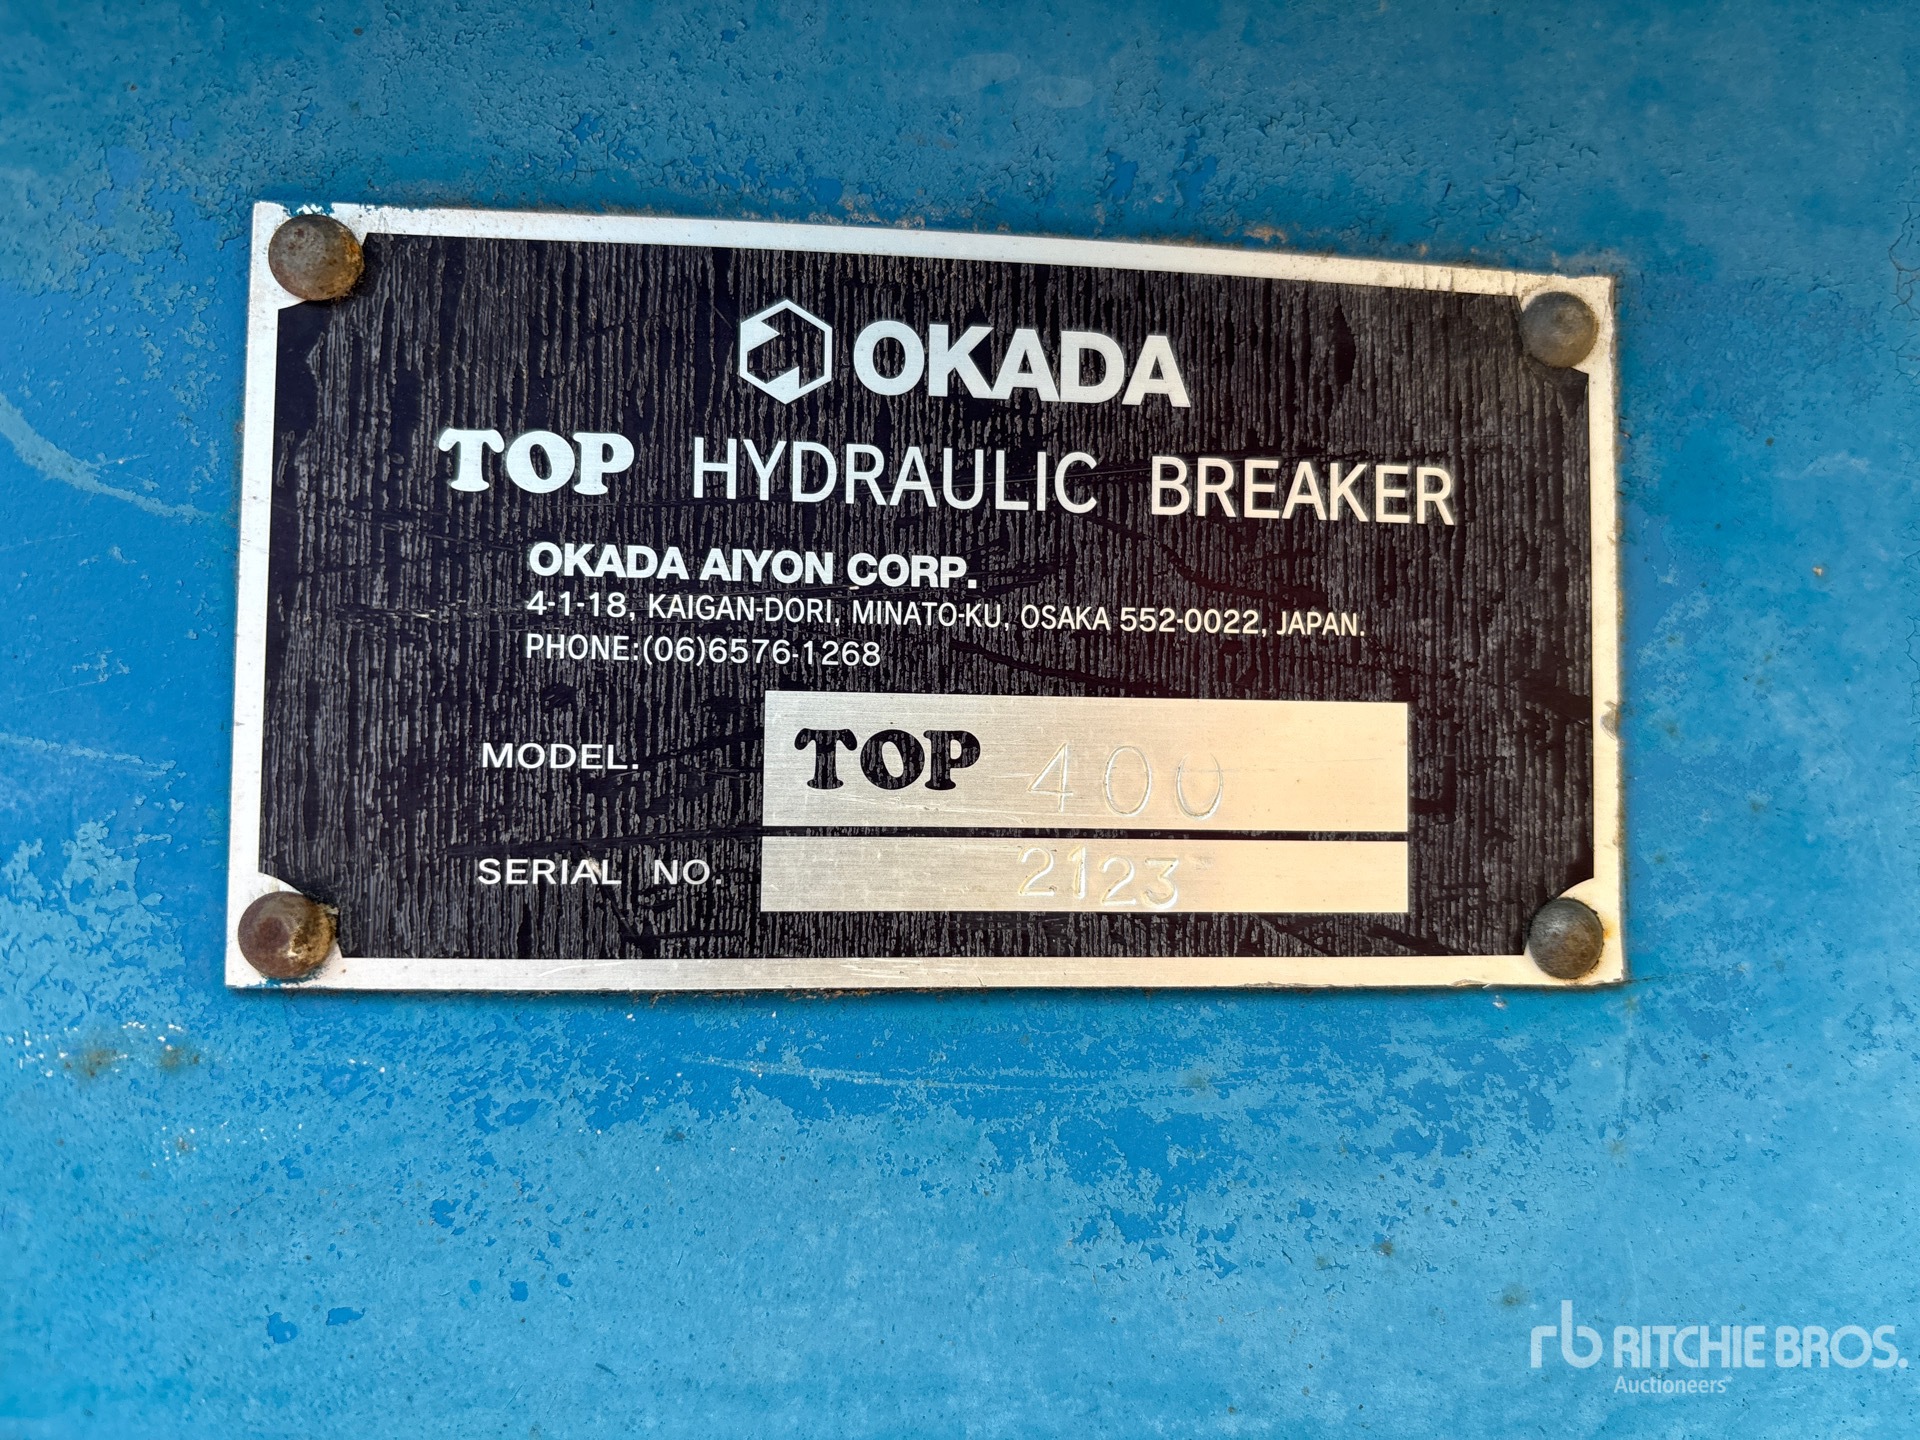 OKADA
TOP HYDRAULIC BREAKER
OKADA AIYON CORP.
4-1-18, KAIGAN-DORI, MINATO-KU, OSAKA 552-0022, JAPAN.
PHONE:(06)6576-1268
MODEL. TOP 400
SERIAL NO. 2123
rb RITCHIE BROS.
Auctioneers